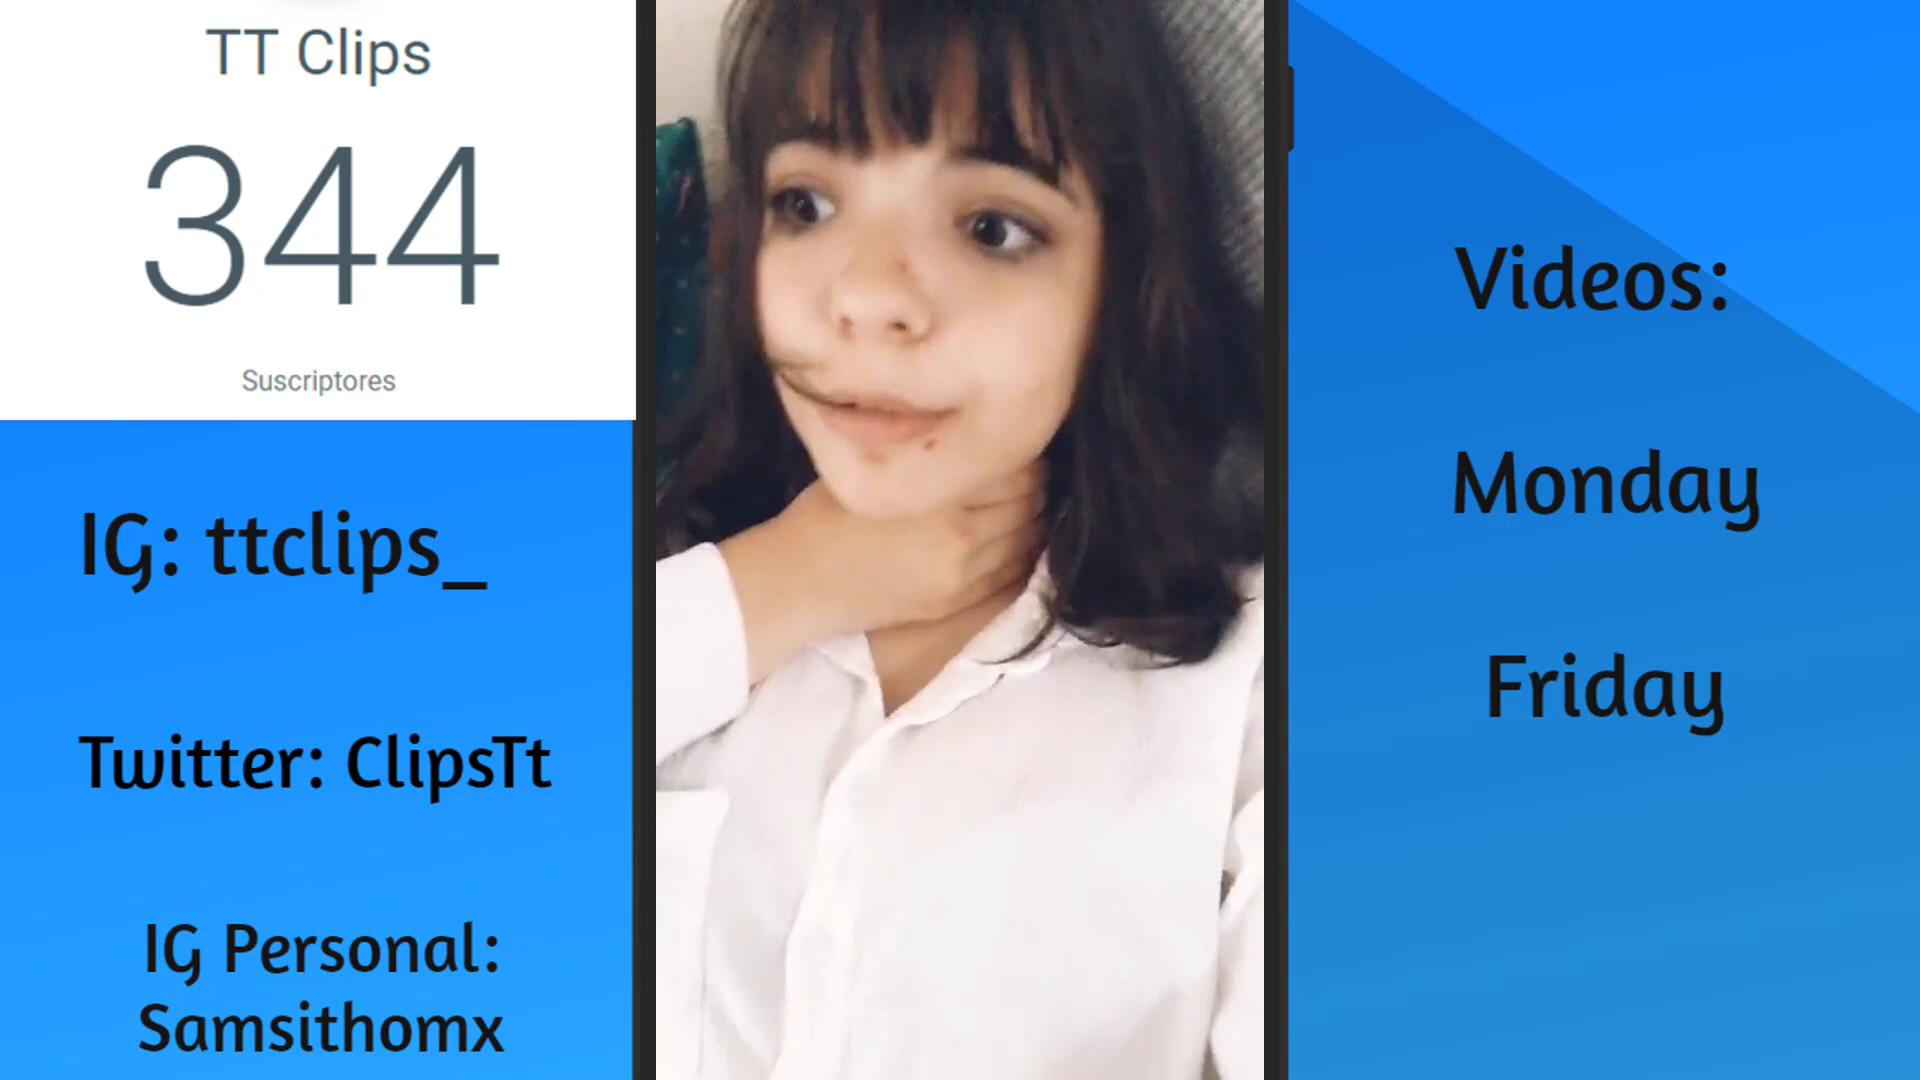 TT Clips
344
Suscriptores
IG: ttclips_
Twitter: ClipsTt
IG Personal:
Samsithomx
Videos:
Monday
Friday